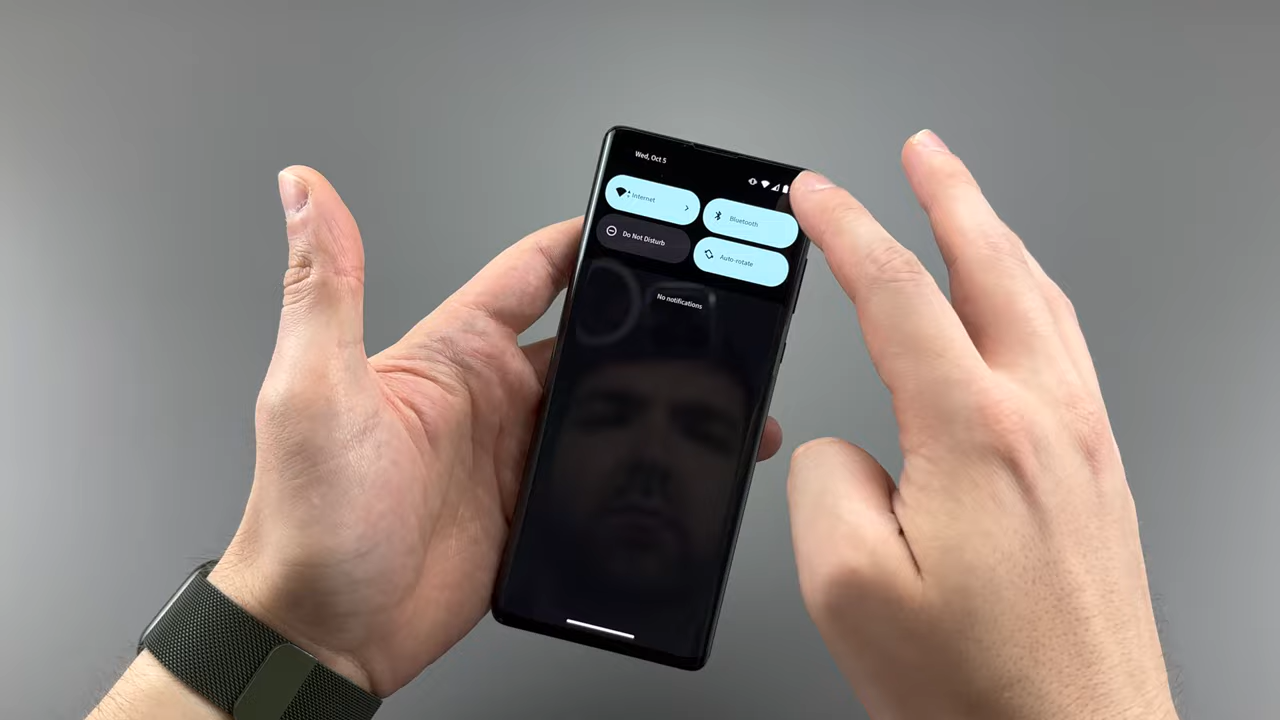 Wed, Oct 5
Internet
Bluetooth
Do Not Disturb
Auto-rotate
No notifications